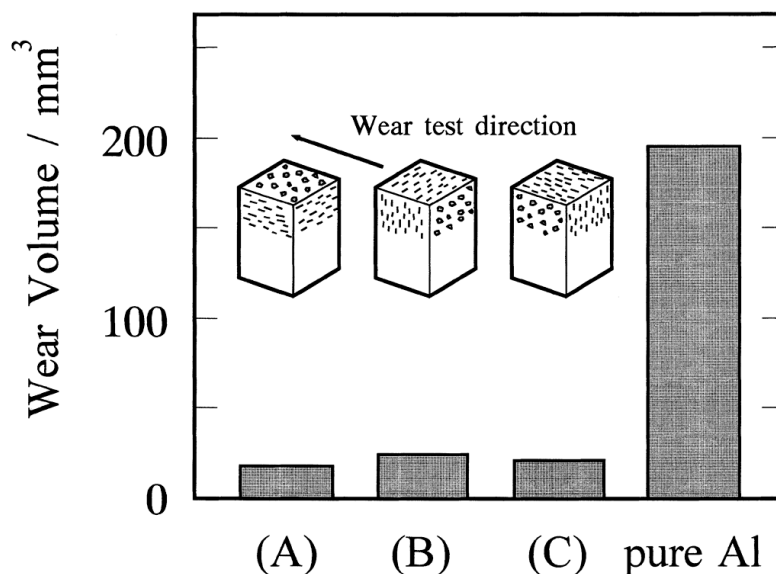 Wear Volume / mm³
200
100
0
Wear test direction
(A) (B) (C) pure Al